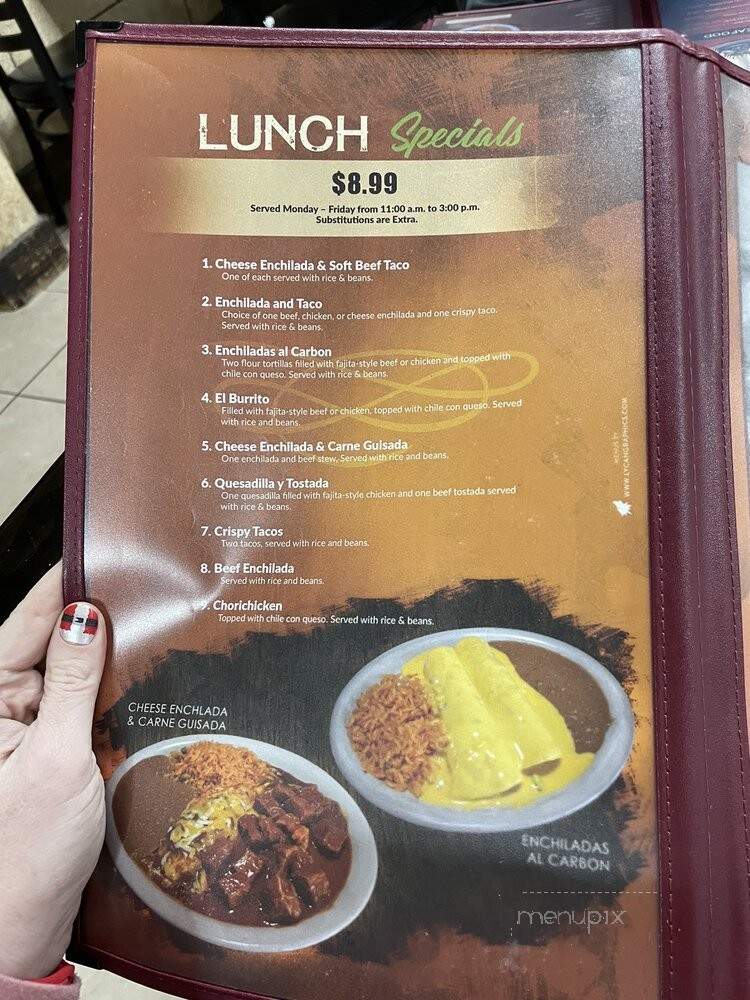 LUNCH Specials
$8.99
Served Monday – Friday from 11:00 a.m. to 3:00 p.m.
Substitutions are Extra.
1. Cheese Enchilada & Soft Beef Taco
One of each served with rice & beans.
2. Enchilada and Taco
Choice of one beef, chicken, or cheese enchilada and one crispy taco.
Served with rice & beans.
3. Enchiladas al Carbon
Two flour tortillas filled with fajita-style beef or chicken and topped with
chile con queso. Served with rice & beans.
4. El Burrito
Filled with fajita-style beef or chicken, topped with chile con queso. Served
with rice and beans.
5. Cheese Enchilada & Carne Guisada
One enchilada and beef stew, Served with rice and beans.
6. Quesadilla y Tostada
One quesadilla filled with fajita-style chicken and one beef tostada served
with rice & beans.
7. Crispy Tacos
Two tacos, served with rice and beans.
8. Beef Enchilada
Served with rice and beans.
9. Chorichicken
Topped with chile con queso. Served with rice & beans.
MENUS BY
WWW.LYCANGRAPHICS.COM
CHEESE ENCHLADA
& CARNE GUISADA
ENCHILADAS
AL CARBON
menupix